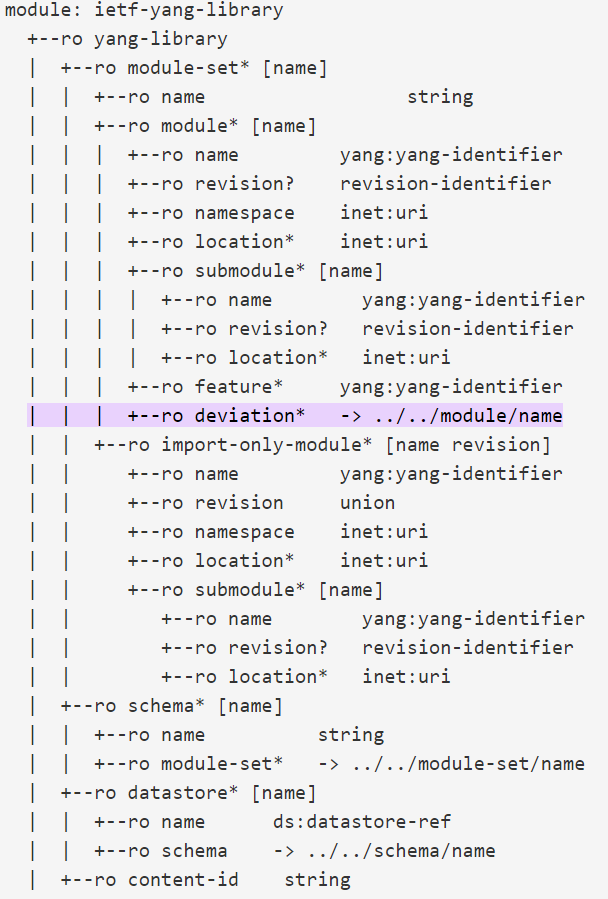 module: ietf-yang-library
  +--ro yang-library
  |  +--ro module-set* [name]
  |  |  +--ro name                  string
  |  |  +--ro module* [name]
  |  |  |  +--ro name         yang:yang-identifier
  |  |  |  +--ro revision?    revision-identifier
  |  |  |  +--ro namespace    inet:uri
  |  |  |  +--ro location*    inet:uri
  |  |  |  +--ro submodule* [name]
  |  |  |  |  +--ro name        yang:yang-identifier
  |  |  |  |  +--ro revision?   revision-identifier
  |  |  |  |  +--ro location*   inet:uri
  |  |  |  +--ro feature*     yang:yang-identifier
  |  |  |  +--ro deviation*   -> ../../module/name
  |  |  +--ro import-only-module* [name revision]
  |  |     +--ro name         yang:yang-identifier
  |  |     +--ro revision     union
  |  |     +--ro namespace    inet:uri
  |  |     +--ro location*    inet:uri
  |  |     +--ro submodule* [name]
  |  |        +--ro name        yang:yang-identifier
  |  |        +--ro revision?   revision-identifier
  |  |        +--ro location*   inet:uri
  |  +--ro schema* [name]
  |  |  +--ro name          string
  |  |  +--ro module-set*   -> ../../module-set/name
  |  +--ro datastore* [name]
  |  |  +--ro name      ds:datastore-ref
  |  |  +--ro schema    -> ../../schema/name
  |  +--ro content-id    string